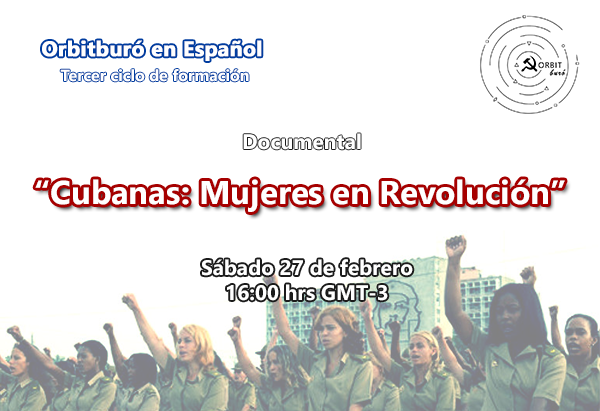 Orbitburó en Español
Tercer ciclo de formación
ORBIT
buró
Documental
“Cubanas: Mujeres en Revolución”
Sábado 27 de febrero
16:00 hrs GMT-3